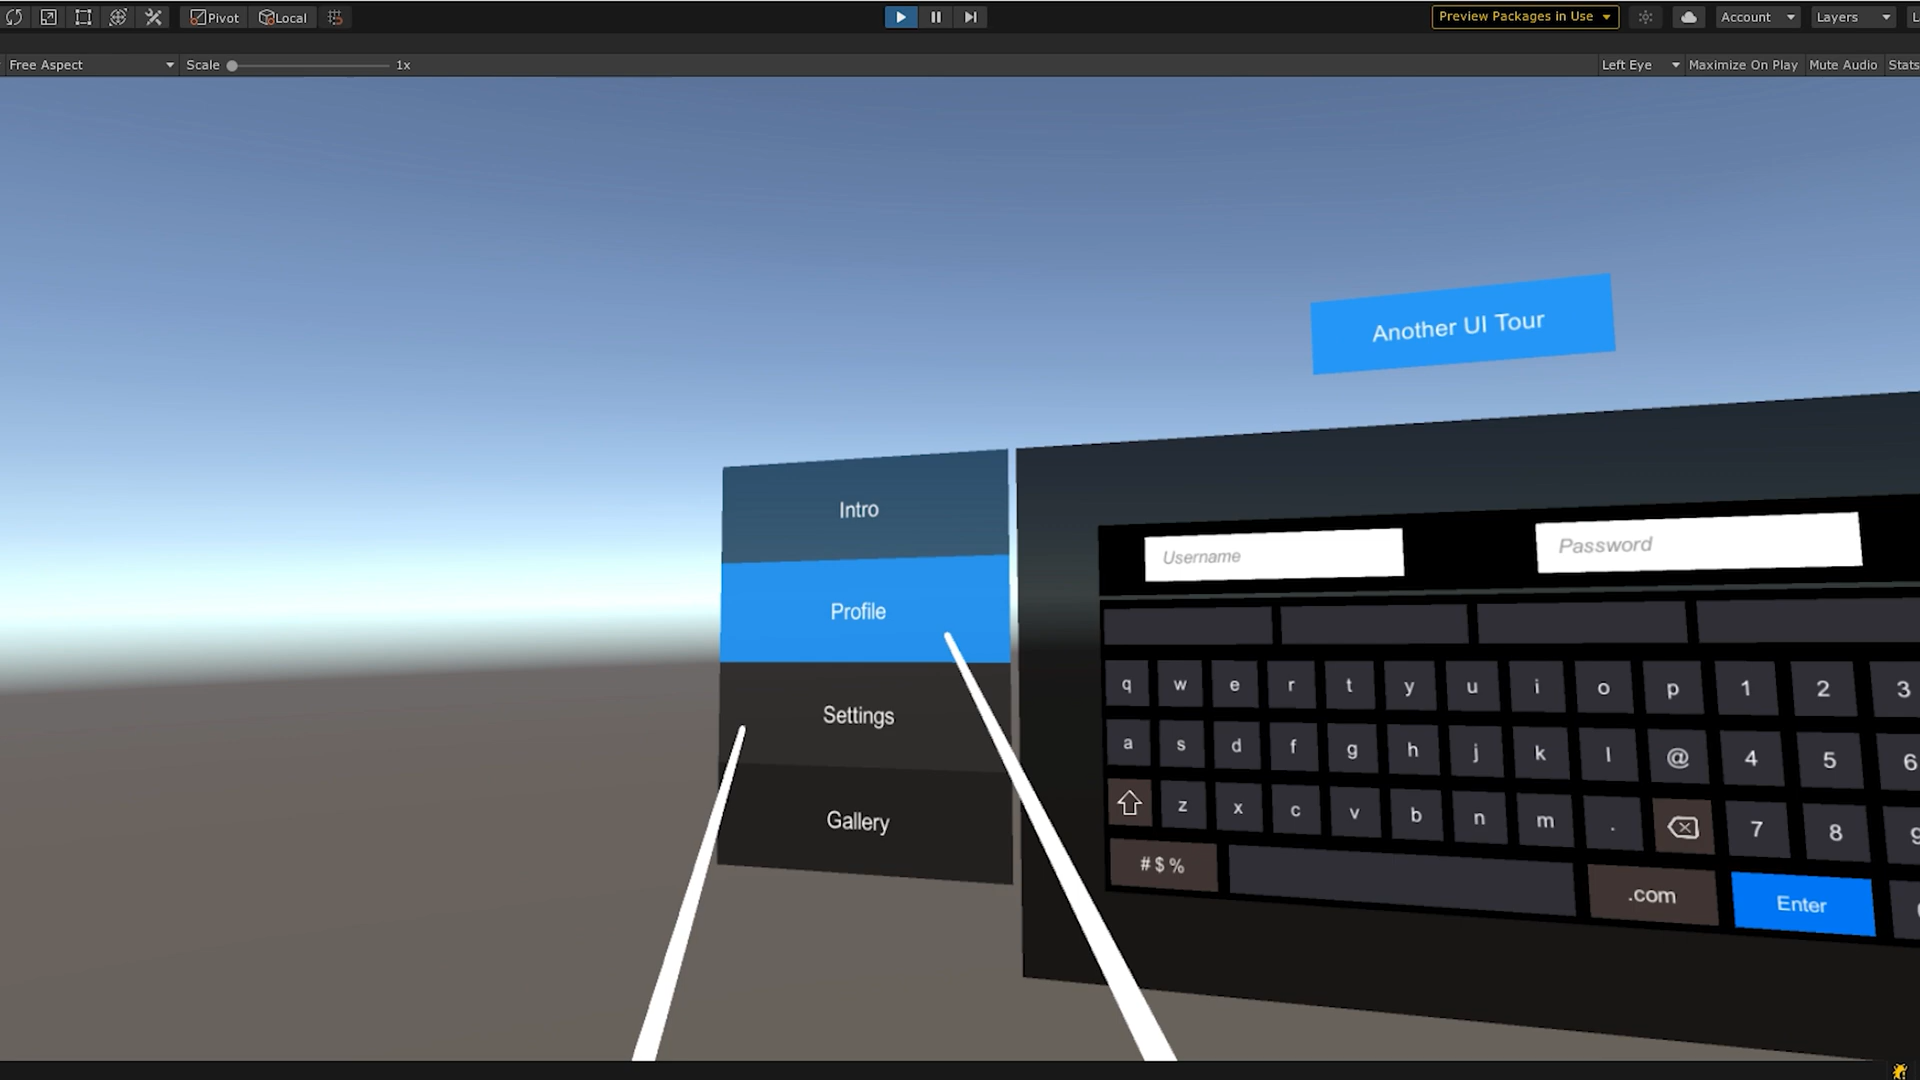 Pivot Local Preview Packages in Use Account Layers
Free Aspect Scale 1x Left Eye Maximize On Play Mute Audio Stats
Another UI Tour
Intro
Profile
Settings
Gallery
Username Password
q w e r t y u i o p 1 2 3
a s d f g h j k l @ 4 5 6
z x c v b n m . 7 8 9
#$% .com Enter